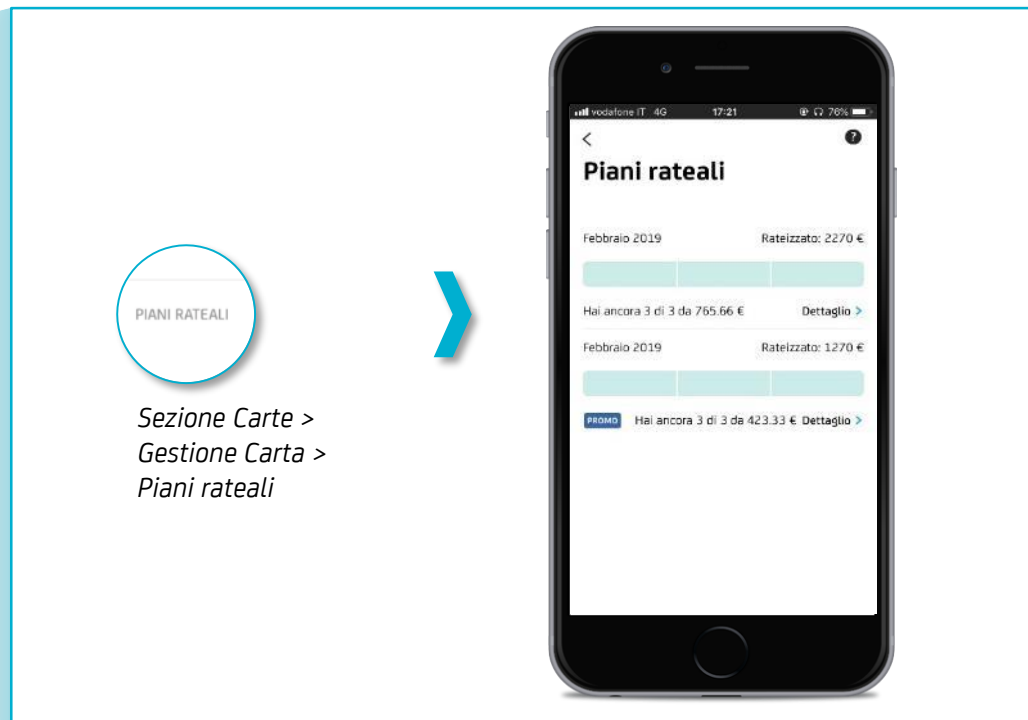 PIANI RATEALI
Sezione Carte >
Gestione Carta >
Piani rateali
vodafone IT 4G 17:21 76%
Piani rateali
Febbraio 2019 Rateizzato: 2270 €
Hai ancora 3 di 3 da 765.66 € Dettaglio >
Febbraio 2019 Rateizzato: 1270 €
PROMO Hai ancora 3 di 3 da 423.33 € Dettaglio >